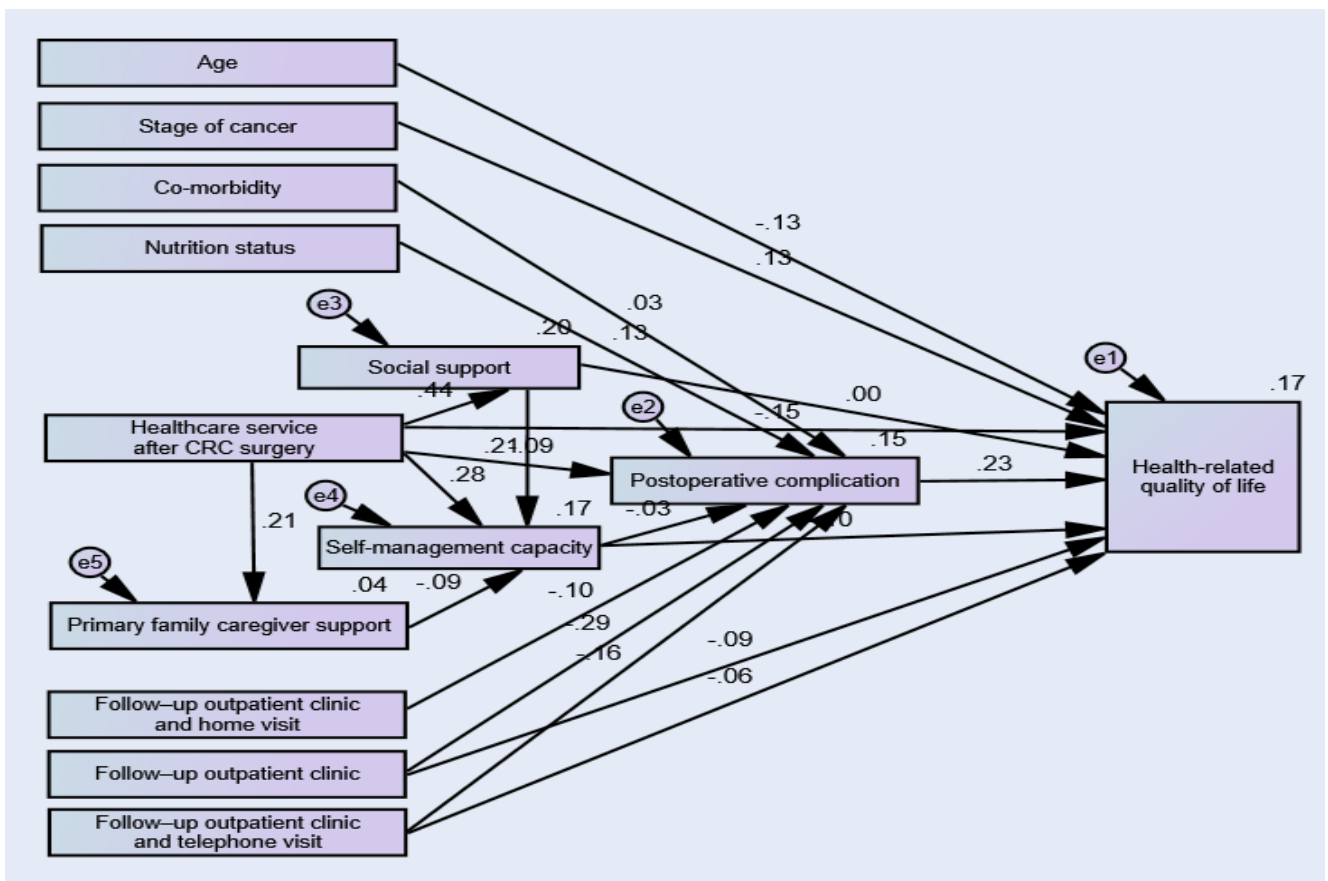 Age
Stage of cancer
Co-morbidity
Nutrition status
-.13
.13
.03
.13
.20
e3
Social support
.44
.00
e1
.17
e2
-.15
.15
Healthcare service
after CRC surgery
.21
.09
.28
Postoperative complication
.23
Health-related
quality of life
e4
.17
-.03
.21
Self-management capacity
e5
.04
-.09
-.10
Primary family caregiver support
-.29
-.16
-.09
-.06
Follow–up outpatient clinic
and home visit
Follow–up outpatient clinic
Follow–up outpatient clinic
and telephone visit